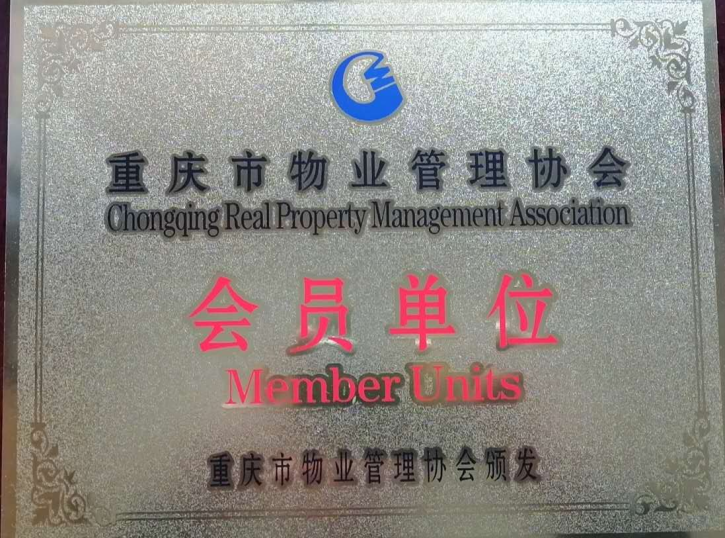 重庆市物业管理协会
Chongqing Real Property Management Association
会员单位
Member Units
重庆市物业管理协会颁发